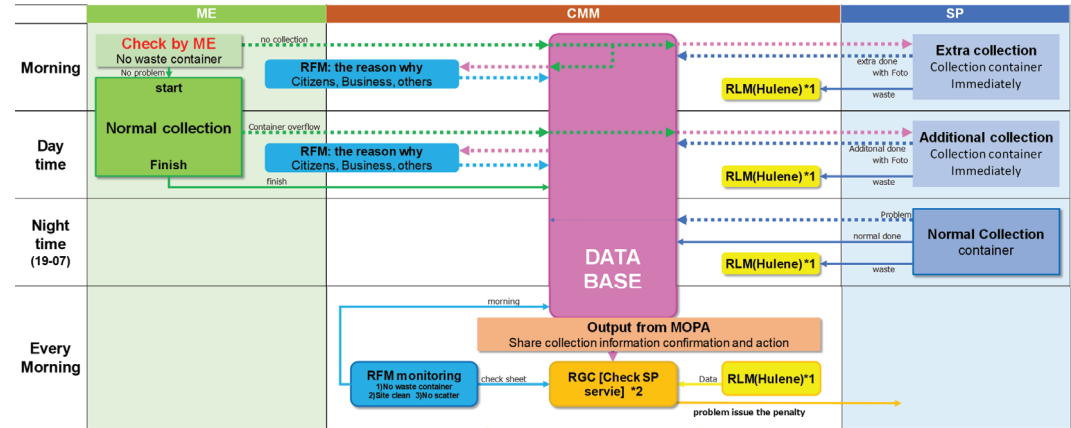 ME
CMM
SP
Morning
Check by ME
No waste container
no collection
No problem
start
Normal collection
Finish
RFM: the reason why
Citizens, Business, others
Extra collection
Collection container
Immediately
extra done
with Foto
RLM(Hulene)*1
waste
Day
time
Container overflow
RFM: the reason why
Citizens, Business, others
finish
Additional collection
Collection container
Immediately
Additonal done
with Foto
RLM(Hulene)*1
waste
Night
time
(19-07)
DATA
BASE
Problem
normal done
Normal Collection
container
RLM(Hulene)*1
waste
Every
Morning
morning
Output from MOPA
Share collection information confirmation and action
RFM monitoring
1)No waste container
2)Site clean 3)No scatter
check sheet
RGC [Check SP
servie] *2
Data
RLM(Hulene)*1
problem issue the penalty